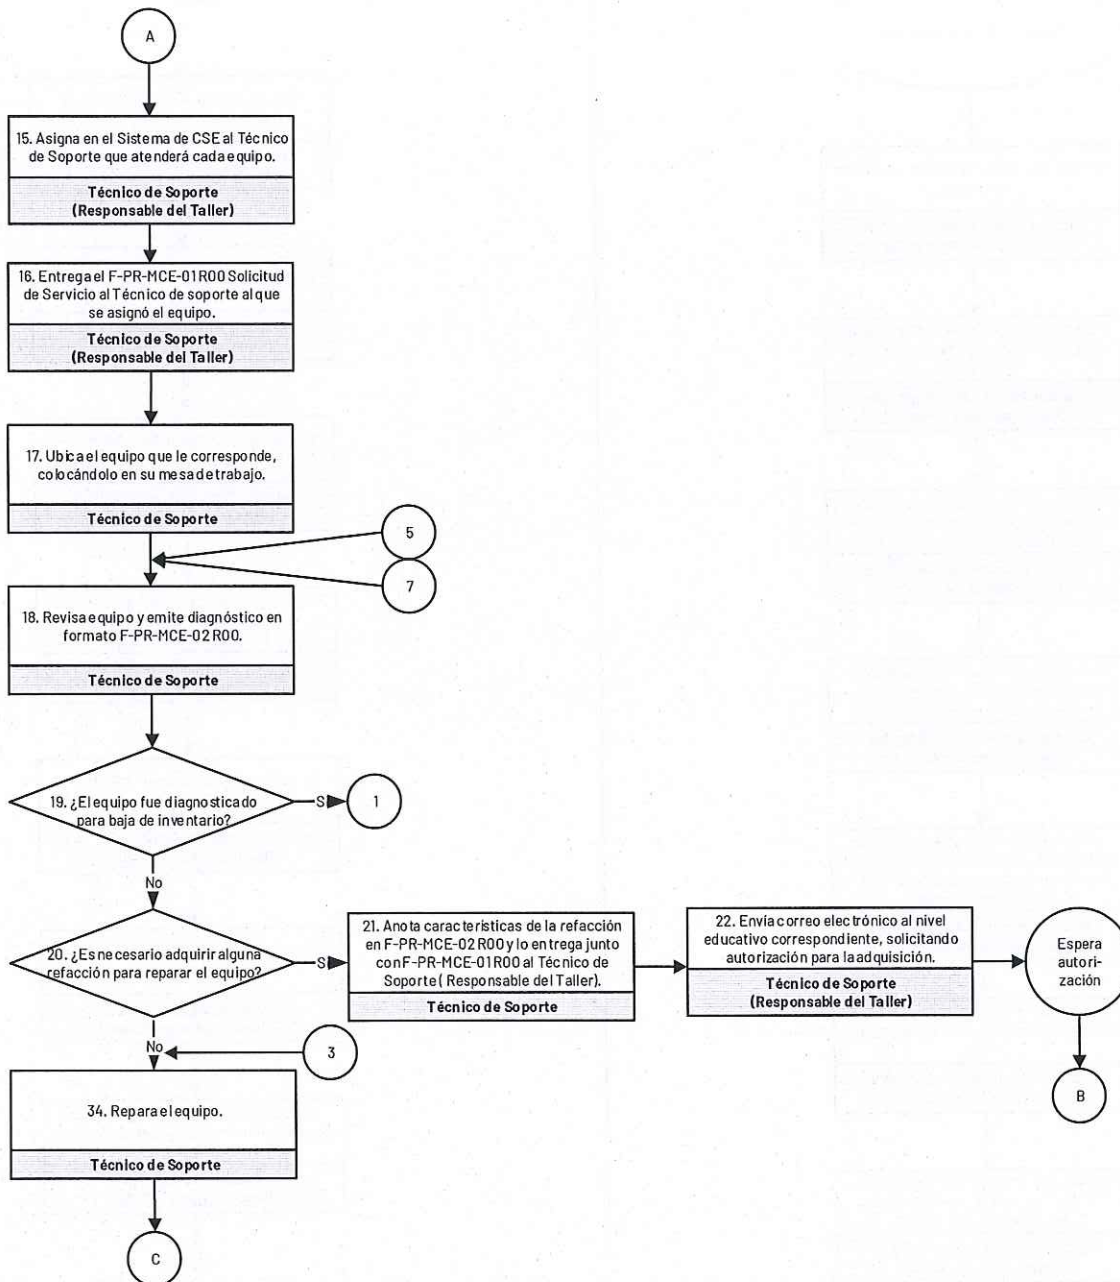 A
15. Asigna en el Sistema de CSE al Técnico
de Soporte que atenderá cada equipo.
Técnico de Soporte
(Responsable del Taller)
16. Entrega el F-PR-MCE-01 R00 Solicitud
de Servicio al Técnico de soporte al que
se asignó el equipo.
Técnico de Soporte
(Responsable del Taller)
17. Ubica el equipo que le corresponde,
colocándolo en su mesa de trabajo.
Técnico de Soporte
5
7
18. Revisa equipo y emite diagnóstico en
formato F-PR-MCE-02 R00.
Técnico de Soporte
19. ¿El equipo fue diagnosticado
para baja de inventario?
S
1
No
20. ¿Es necesario adquirir alguna
refacción para reparar el equipo?
S
21. Anota características de la refacción
en F-PR-MCE-02 R00 y lo entrega junto
con F-PR-MCE-01 R00 al Técnico de
Soporte ( Responsable del Taller).
Técnico de Soporte
22. Envía correo electrónico al nivel
educativo correspondiente, solicitando
autorización para la adquisición.
Técnico de Soporte
(Responsable del Taller)
Espera
autori-
zación
B
No
3
34. Repara el equipo.
Técnico de Soporte
C